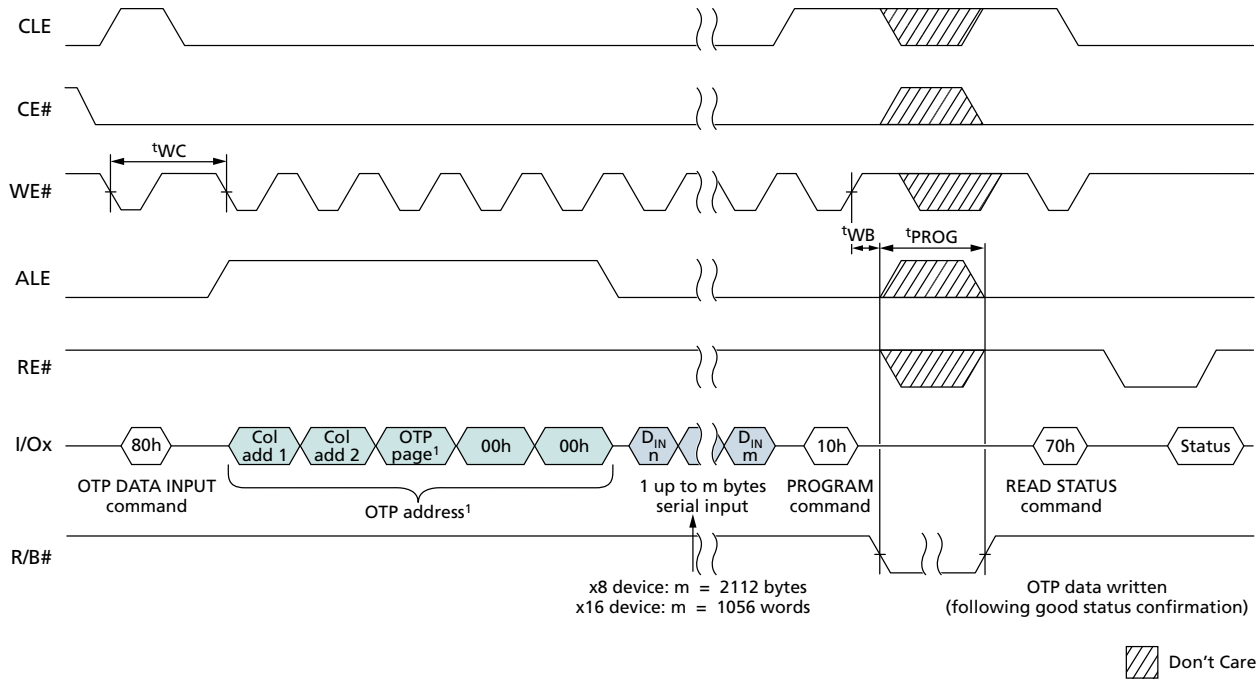 CLE
CE#
tWC
WE#
tWB
tPROG
ALE
RE#
I/Ox
80h
Col
add 1
Col
add 2
OTP
page1
00h
00h
DIN
n
DIN
m
10h
70h
Status
OTP DATA INPUT
command
OTP address1
1 up to m bytes
serial input
PROGRAM
command
READ STATUS
command
R/B#
x8 device: m = 2112 bytes
x16 device: m = 1056 words
OTP data written
(following good status confirmation)
Don't Care